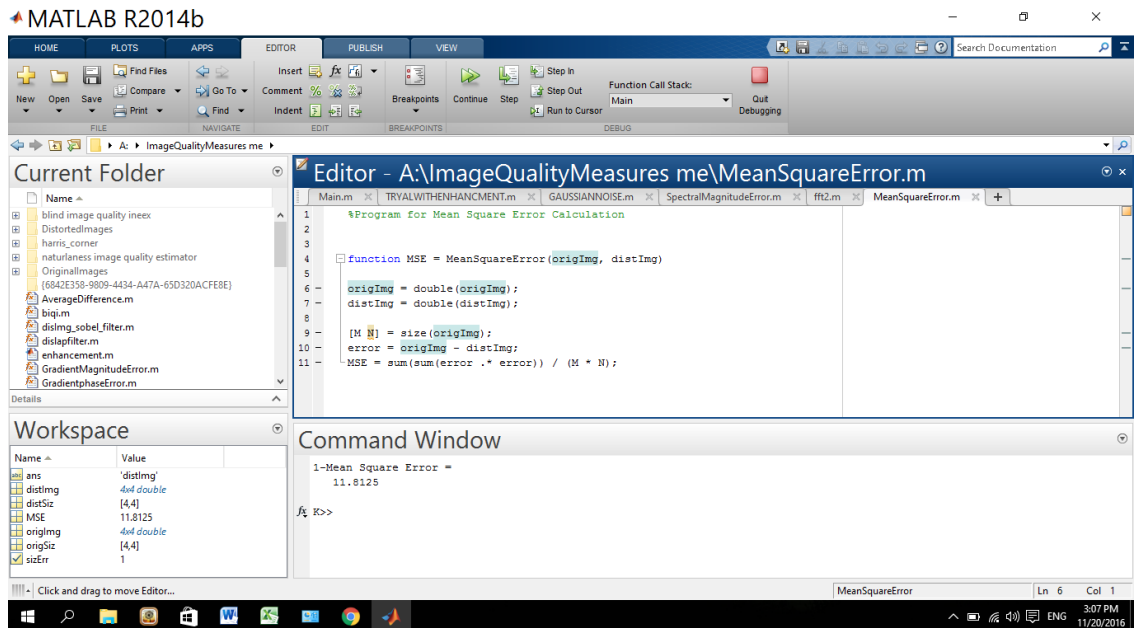 MATLAB R2014b
HOME PLOTS APPS EDITOR PUBLISH VIEW
Search Documentation
New Open Save
Find Files
Compare
Print
FILE
Go To
Find
NAVIGATE
Insert
Comment
Indent
EDIT
Breakpoints
BREAKPOINTS
Continue Step
Step In
Step Out
Run to Cursor
Function Call Stack:
Main
Quit Debugging
DEBUG
A: ImageQualityMeasures me
Current Folder
Name
blind image quality ineex
DistortedImages
harris_corner
naturlaness image quality estimator
OriginalImages
{6842E358-9809-4434-A47A-65D320ACFE8E}
AverageDifference.m
biqi.m
disImg_sobel_filter.m
dislapfilter.m
enhancement.m
GradientMagnitudeError.m
GradientphaseError.m
Details
Workspace
Name Value
ans 'distImg'
distImg 4x4 double
distSiz [4,4]
MSE 11.8125
origImg 4x4 double
origSiz [4,4]
sizErr 1
Editor - A:\ImageQualityMeasures me\MeanSquareError.m
Main.m TRYALWITHENHANCMENT.m GAUSSIANNOISE.m SpectralMagnitudeError.m fft2.m MeanSquareError.m
1 %Program for Mean Square Error Calculation
2
3
4 function MSE = MeanSquareError(origImg, distImg)
5
6 origImg = double(origImg);
7 distImg = double(distImg);
8
9 [M N] = size(origImg);
10 error = origImg - distImg;
11 MSE = sum(sum(error .* error)) / (M * N);
Command Window
1-Mean Square Error =
11.8125
fx K>>
Click and drag to move Editor...
MeanSquareError
Ln 6 Col 1
ENG
3:07 PM
11/20/2016